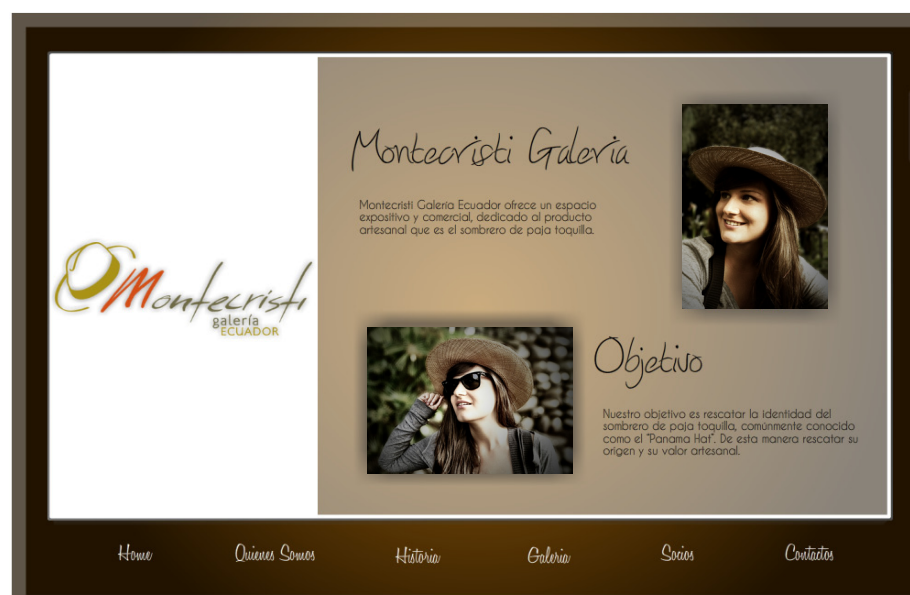 Montecristi
galería
ECUADOR
Montecristi Galeria
Montecristi Galería Ecuador ofrece un espacio
expositivo y comercial, dedicado al producto
artesanal que es el sombrero de paja toquilla.
Objetivo
Nuestro objetivo es rescatar la identidad del
sombrero de paja toquilla, comúnmente conocido
como el "Panama Hat". De esta manera rescatar su
origen y su valor artesanal.
Home
Quienes Somos
Historia
Galeria
Socios
Contactos